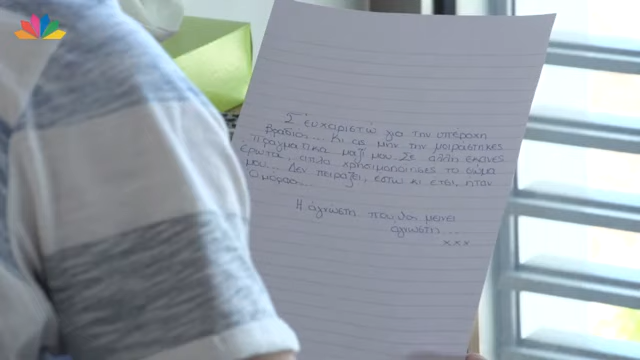 Σ' ευχαριστώ για την υπέροχη
βραδιά... Κι ας μην την μοιράστηκες
πραγματικά μαζί μου. Σε άλλη έκανες
έρωτα, απλά χρησιμοποίησες το σώμα
μου... Δεν πειράζει, έστω κι έτσι, ήταν
όμορφα...
Η άγνωστη που θα μείνει
άγνωστη...
xxx